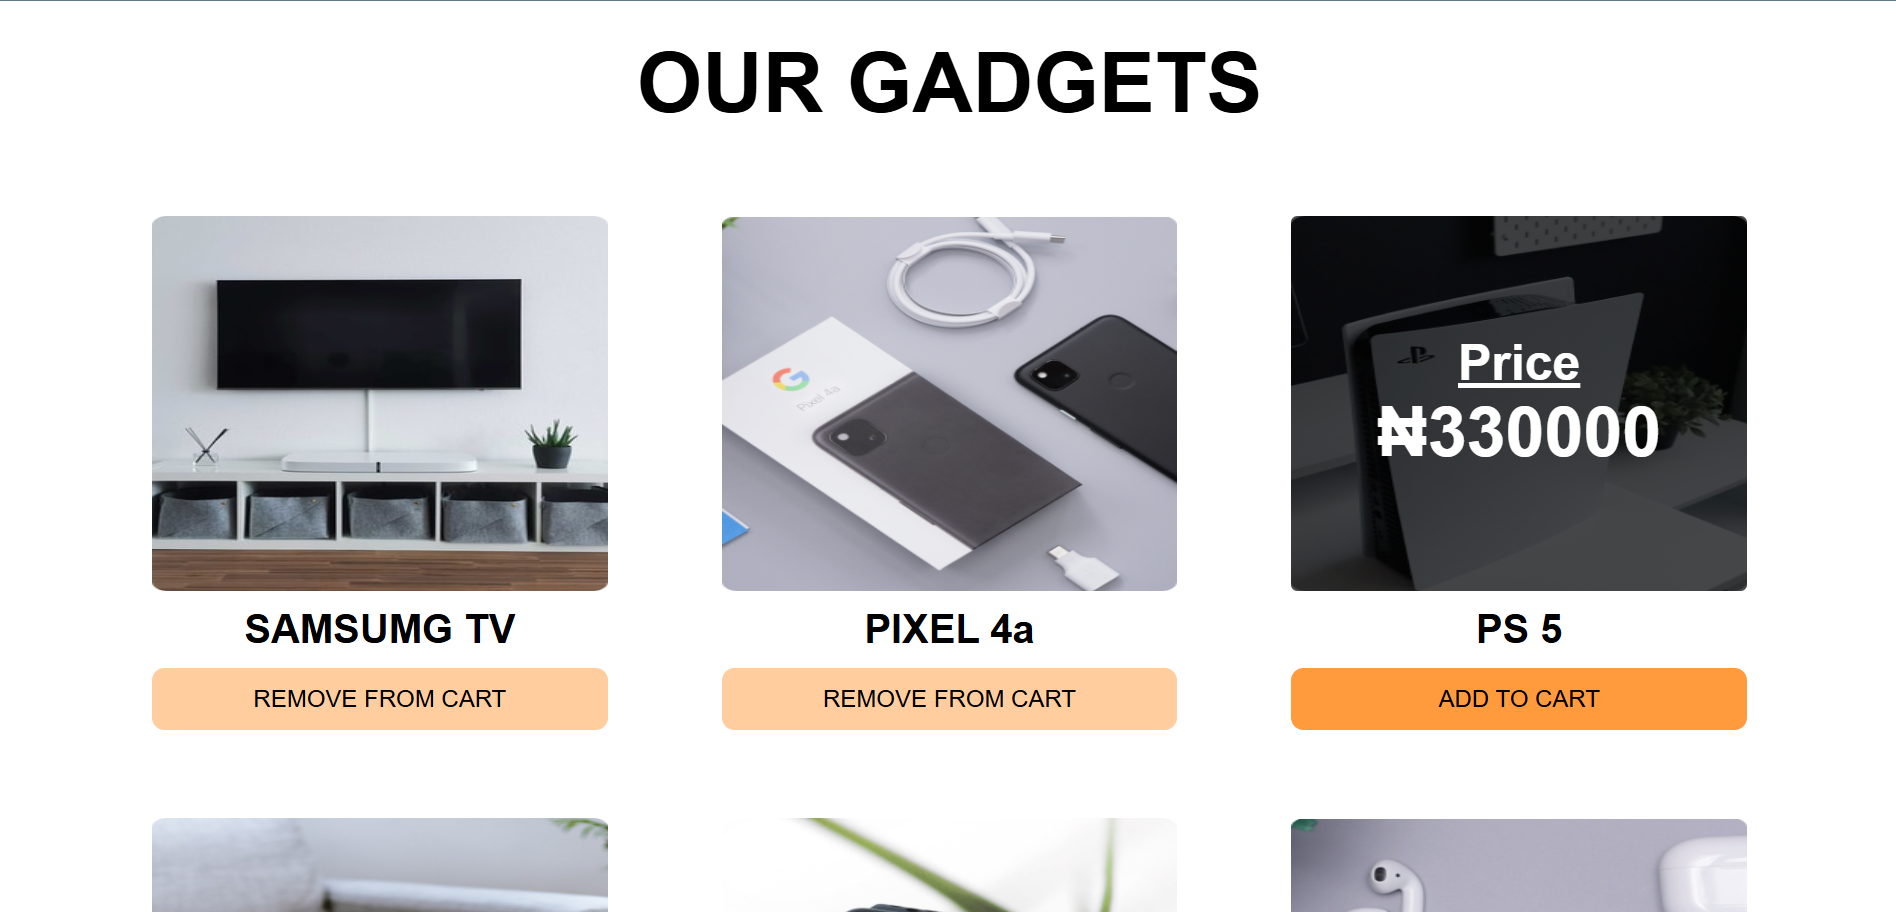 OUR GADGETS
Pixel 4a
Price
₦330000
SAMSUMG TV
PIXEL 4a
PS 5
REMOVE FROM CART
REMOVE FROM CART
ADD TO CART